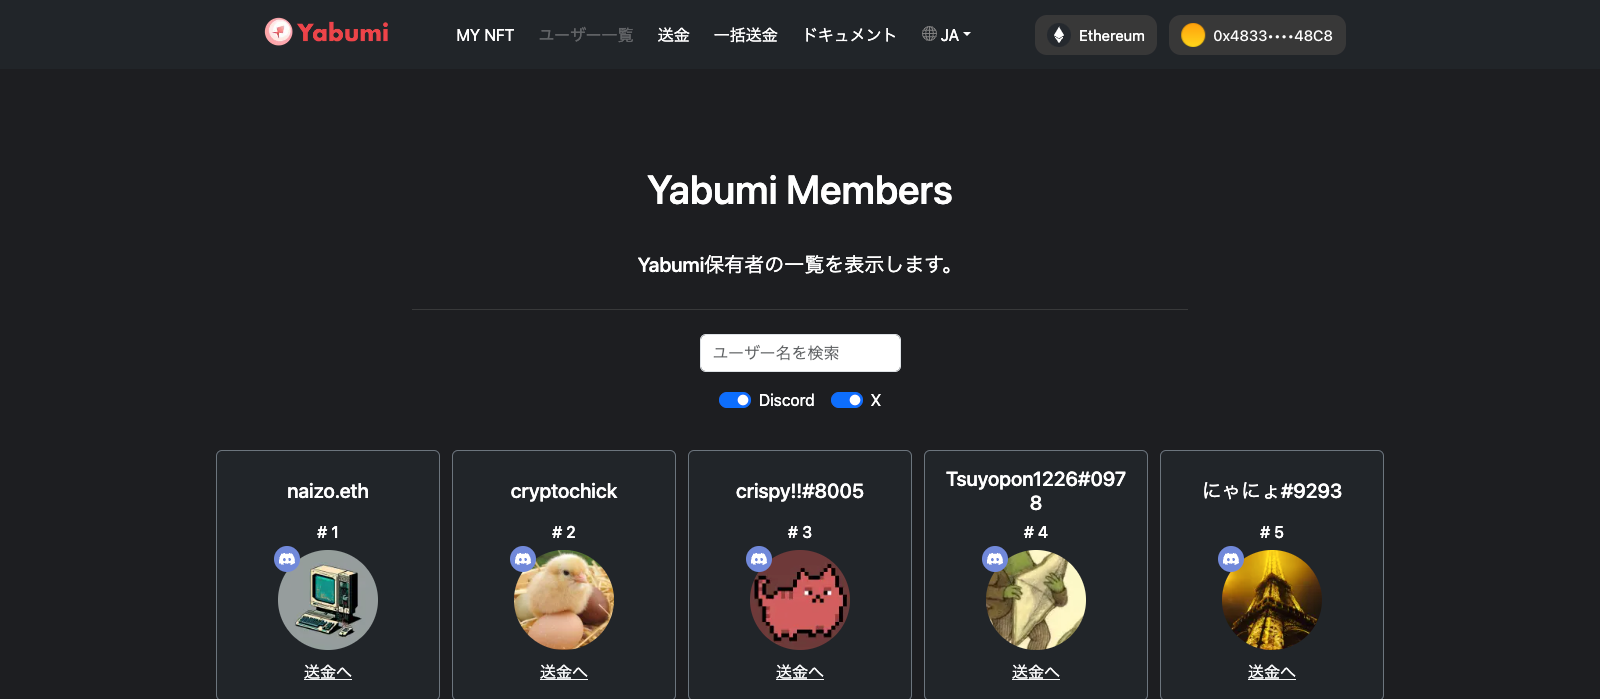 Yabumi
MY NFT ユーザー一覧 送金 一括送金 ドキュメント JA Ethereum 0x4833••••48C8
Yabumi Members
Yabumi保有者の一覧を表示します。
ユーザー名を検索
Discord X
naizo.eth
# 1
送金へ
cryptochick
# 2
送金へ
crispy!!#8005
# 3
送金へ
Tsuyopon1226#097
8
# 4
送金へ
にゃにょ#9293
# 5
送金へ